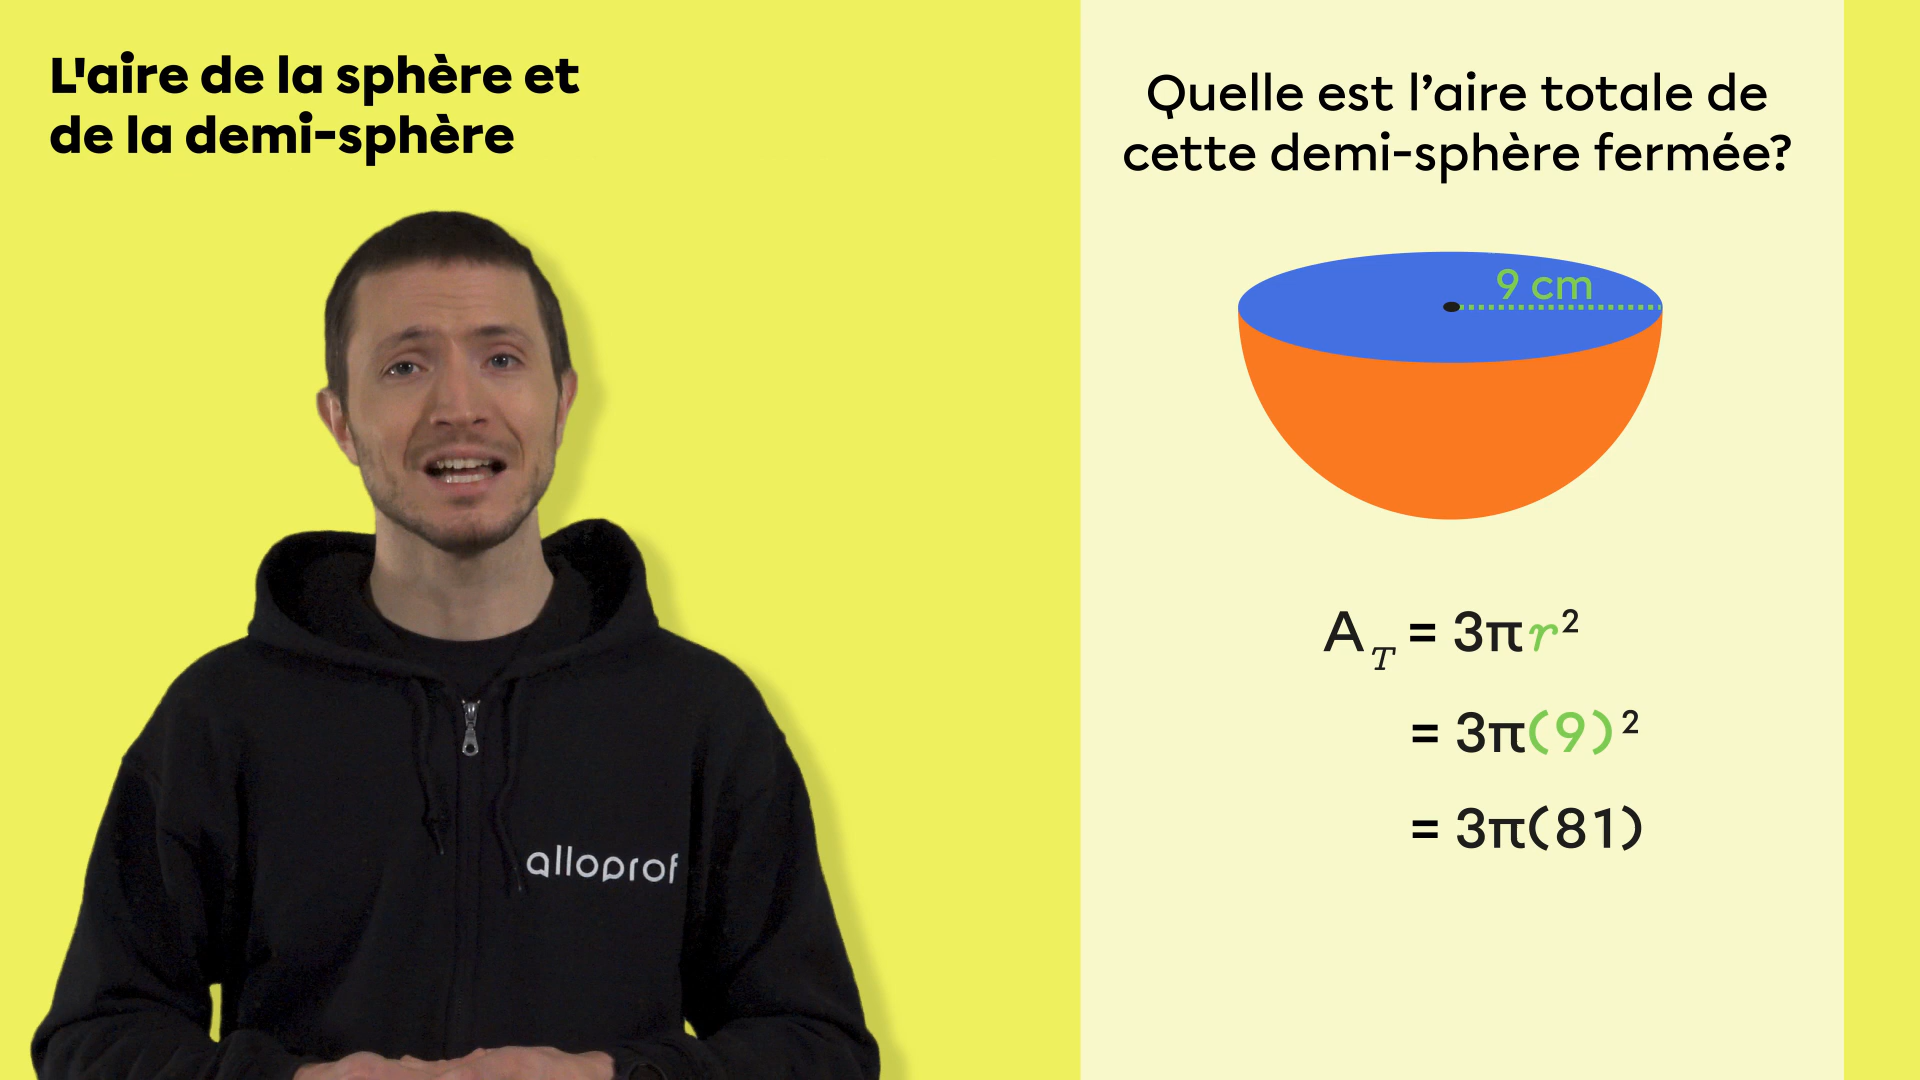 L'aire de la sphère et
de la demi-sphère
Quelle est l’aire totale de
cette demi-sphère fermée?
9 cm
A_T = 3πr²
= 3π(9)²
= 3π(81)
alloprof